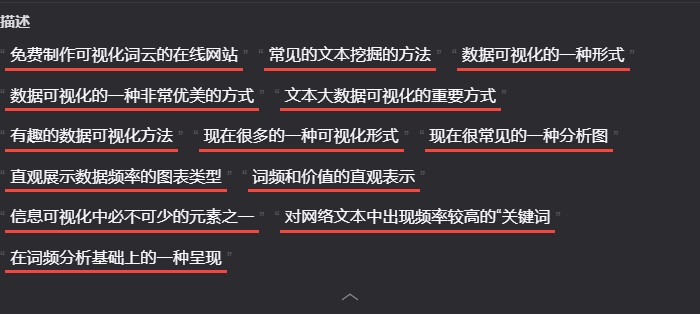 描述
“ 免费制作可视化词云的在线网站 ” “ 常见的文本挖掘的方法 ” “ 数据可视化的一种形式 ”
“ 数据可视化的一种非常优美的方式 ” “ 文本大数据可视化的重要方式 ”
“ 有趣的数据可视化方法 ” “ 现在很多的一种可视化形式 ” “ 现在很常见的一种分析图 ”
“ 直观展示数据频率的图表类型 ” “ 词频和价值的直观表示 ”
“ 信息可视化中必不可少的元素之一 ” “ 对网络文本中出现频率较高的“关键词 ”
“ 在词频分析基础上的一种呈现 ”